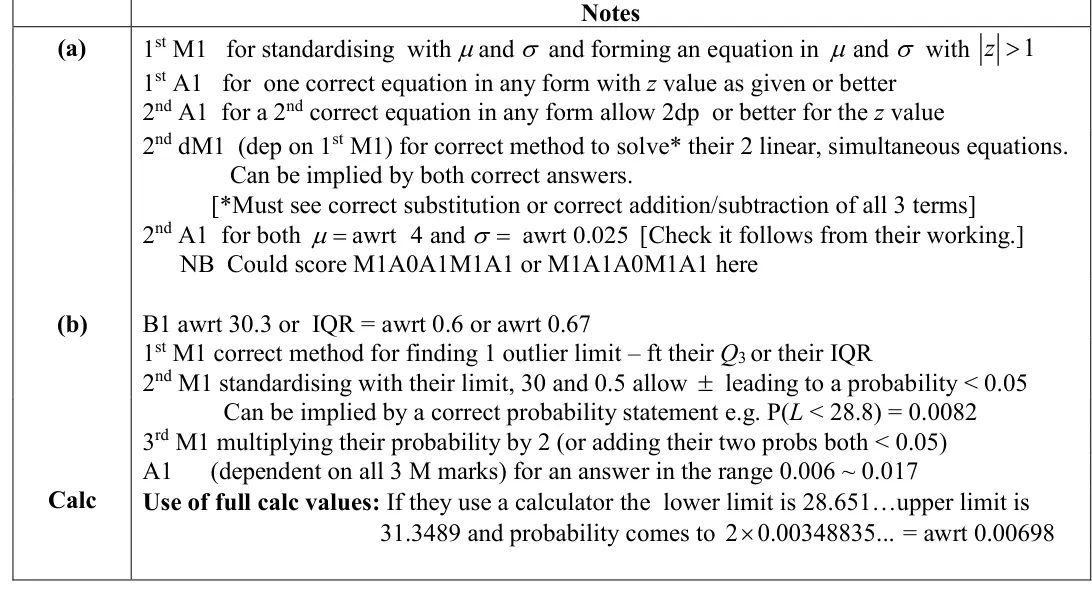 Notes
(a) 1st M1 for standardising with μ and σ and forming an equation in μ and σ with |z| > 1
1st A1 for one correct equation in any form with z value as given or better
2nd A1 for a 2nd correct equation in any form allow 2dp or better for the z value
2nd dM1 (dep on 1st M1) for correct method to solve* their 2 linear, simultaneous equations.
Can be implied by both correct answers.
[*Must see correct substitution or correct addition/subtraction of all 3 terms]
2nd A1 for both μ = awrt 4 and σ = awrt 0.025 [Check it follows from their working.]
NB Could score M1A0A1M1A1 or M1A1A0M1A1 here
(b) B1 awrt 30.3 or IQR = awrt 0.6 or awrt 0.67
1st M1 correct method for finding 1 outlier limit – ft their Q3 or their IQR
2nd M1 standardising with their limit, 30 and 0.5 allow ± leading to a probability < 0.05
Can be implied by a correct probability statement e.g. P(L < 28.8) = 0.0082
3rd M1 multiplying their probability by 2 (or adding their two probs both < 0.05)
A1 (dependent on all 3 M marks) for an answer in the range 0.006 ~ 0.017
Calc Use of full calc values: If they use a calculator the lower limit is 28.651…upper limit is
31.3489 and probability comes to 2×0.00348835... = awrt 0.00698